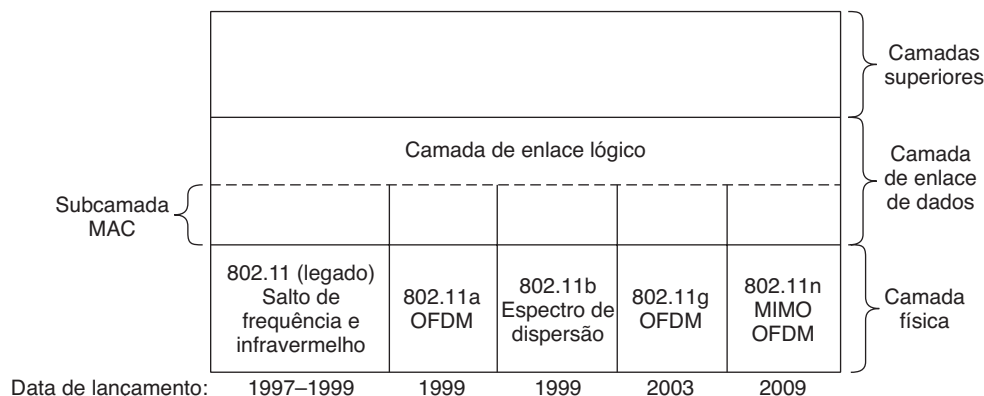 Camadas
superiores
Camada de enlace lógico
Camada
de enlace
de dados
Subcamada
MAC
802.11 (legado)
Salto de
frequência e
infravermelho
802.11a
OFDM
802.11b
Espectro de
dispersão
802.11g
OFDM
802.11n
MIMO
OFDM
Camada
física
Data de lançamento: 1997–1999 1999 1999 2003 2009